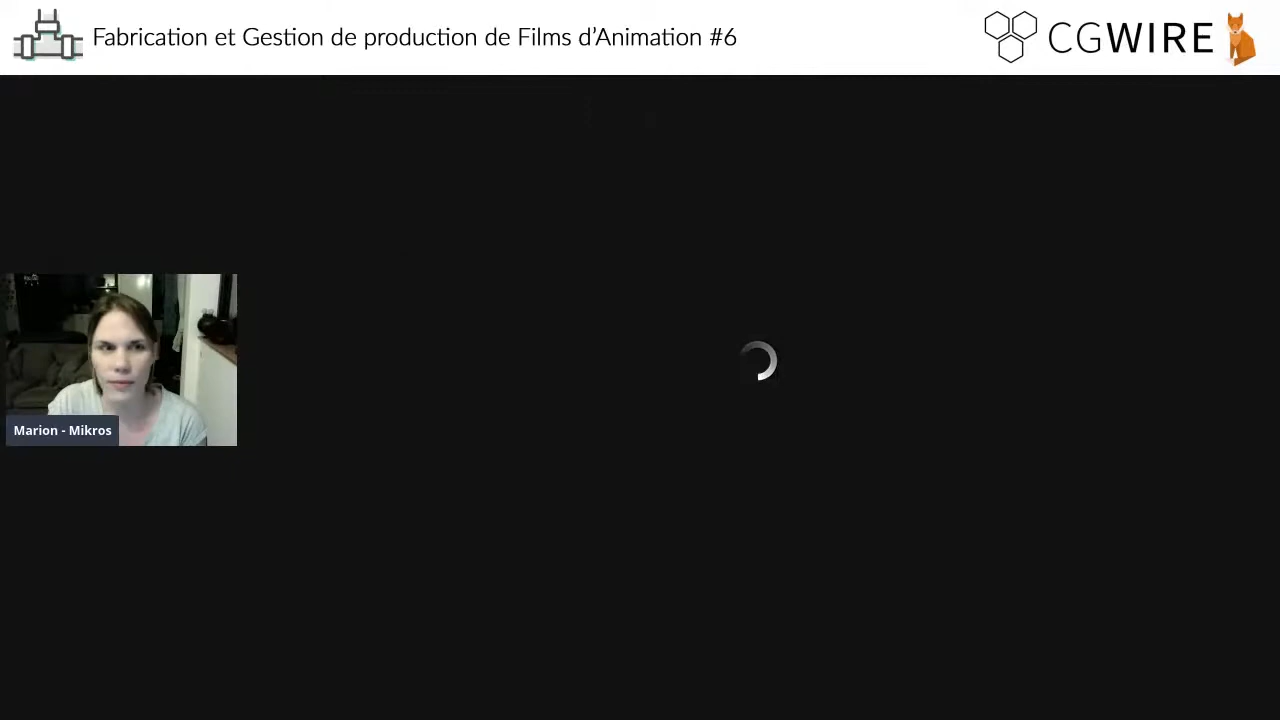 Fabrication et Gestion de production de Films d’Animation #6
CGWIRE
Marion - Mikros